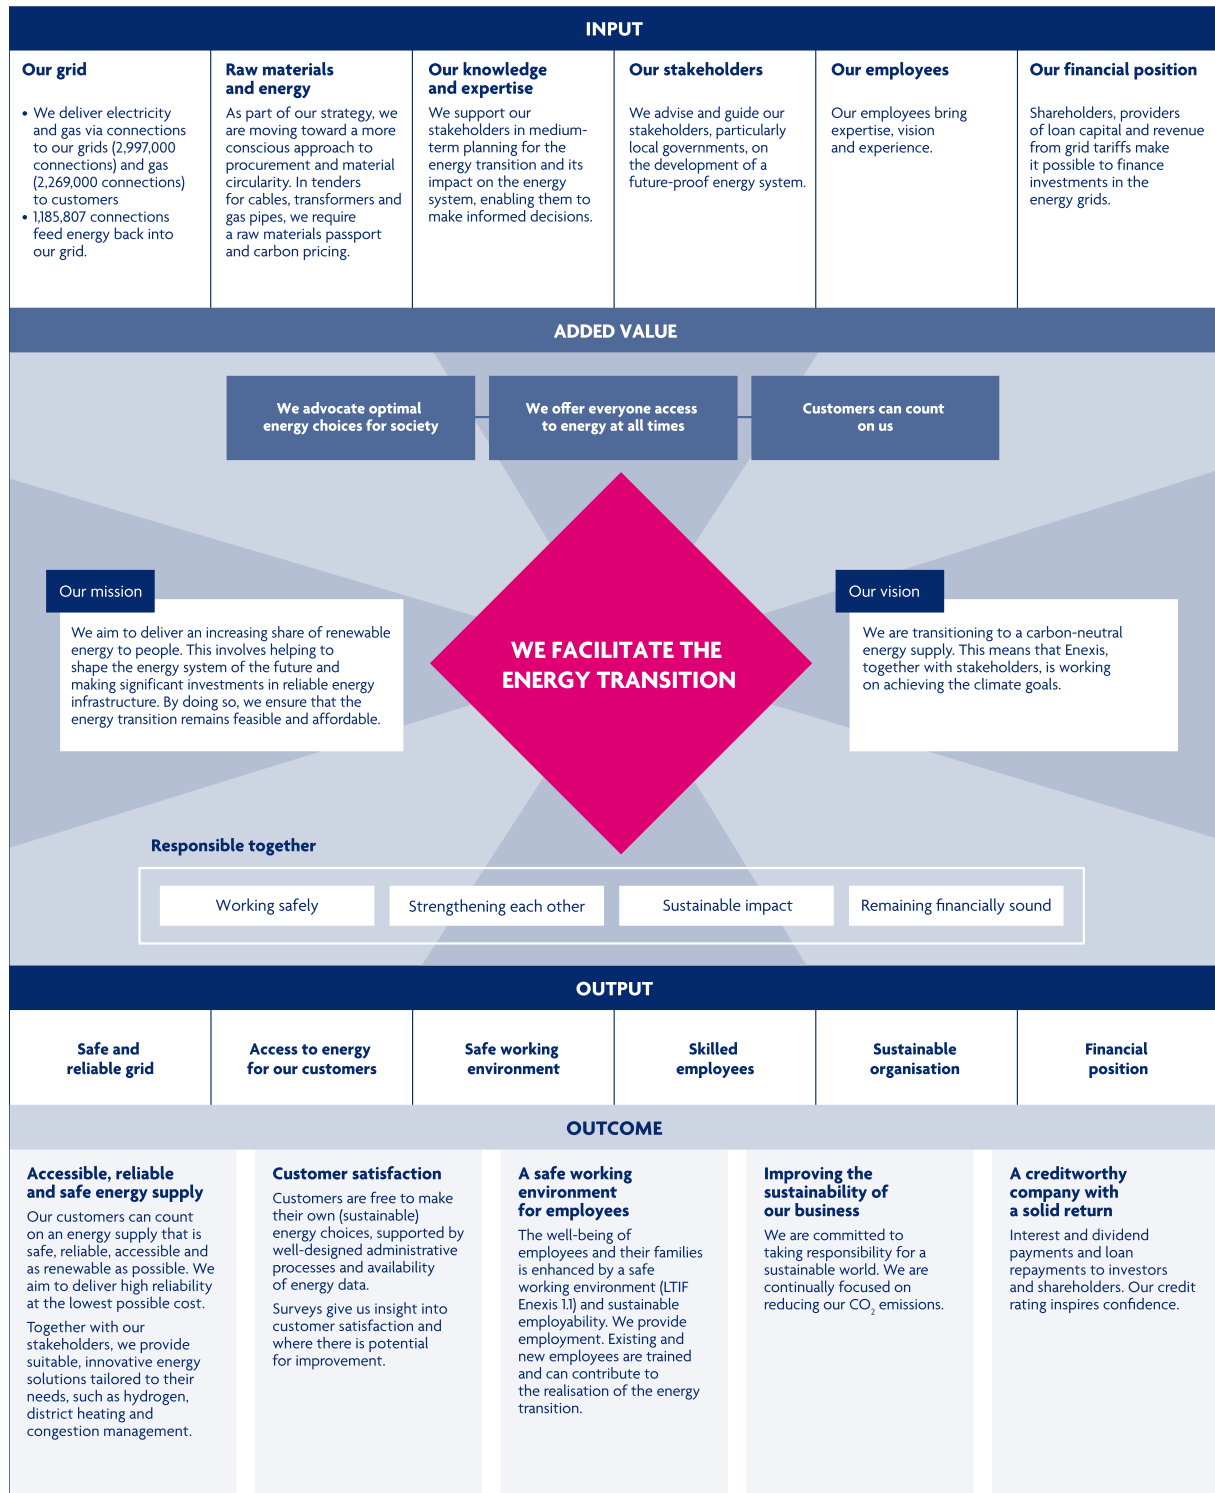 INPUT
Our grid
• We deliver electricity
and gas via connections
to our grids (2,997,000
connections) and gas
(2,269,000 connections)
to customers
• 1,185,807 connections
feed energy back into
our grid.
Raw materials
and energy
As part of our strategy, we
are moving toward a more
conscious approach to
procurement and material
circularity. In tenders
for cables, transformers and
gas pipes, we require
a raw materials passport
and carbon pricing.
Our knowledge
and expertise
We support our
stakeholders in medium-
term planning for the
energy transition and its
impact on the energy
system, enabling them to
make informed decisions.
Our stakeholders
We advise and guide our
stakeholders, particularly
local governments, on
the development of a
future-proof energy system.
Our employees
Our employees bring
expertise, vision
and experience.
Our financial position
Shareholders, providers
of loan capital and revenue
from grid tariffs make
it possible to finance
investments in the
energy grids.
ADDED VALUE
We advocate optimal
energy choices for society
We offer everyone access
to energy at all times
Customers can count
on us
Our mission
We aim to deliver an increasing share of renewable
energy to people. This involves helping to
shape the energy system of the future and
making significant investments in reliable energy
infrastructure. By doing so, we ensure that the
energy transition remains feasible and affordable.
WE FACILITATE THE
ENERGY TRANSITION
Our vision
We are transitioning to a carbon-neutral
energy supply. This means that Enexis,
together with stakeholders, is working
on achieving the climate goals.
Responsible together
Working safely
Strengthening each other
Sustainable impact
Remaining financially sound
OUTPUT
Safe and
reliable grid
Access to energy
for our customers
Safe working
environment
Skilled
employees
Sustainable
organisation
Financial
position
OUTCOME
Accessible, reliable
and safe energy supply
Our customers can count
on an energy supply that is
safe, reliable, accessible and
as renewable as possible. We
aim to deliver high reliability
at the lowest possible cost.
Together with our
stakeholders, we provide
suitable, innovative energy
solutions tailored to their
needs, such as hydrogen,
district heating and
congestion management.
Customer satisfaction
Customers are free to make
their own (sustainable)
energy choices, supported by
well-designed administrative
processes and availability
of energy data.
Surveys give us insight into
customer satisfaction and
where there is potential
for improvement.
A safe working
environment
for employees
The well-being of
employees and their families
is enhanced by a safe
working environment (LTIF
Enexis 1.1) and sustainable
employability. We provide
employment. Existing and
new employees are trained
and can contribute to
the realisation of the energy
transition.
Improving the
sustainability of
our business
We are committed to
taking responsibility for a
sustainable world. We are
continually focused on
reducing our CO₂ emissions.
A creditworthy
company with
a solid return
Interest and dividend
payments and loan
repayments to investors
and shareholders. Our credit
rating inspires confidence.